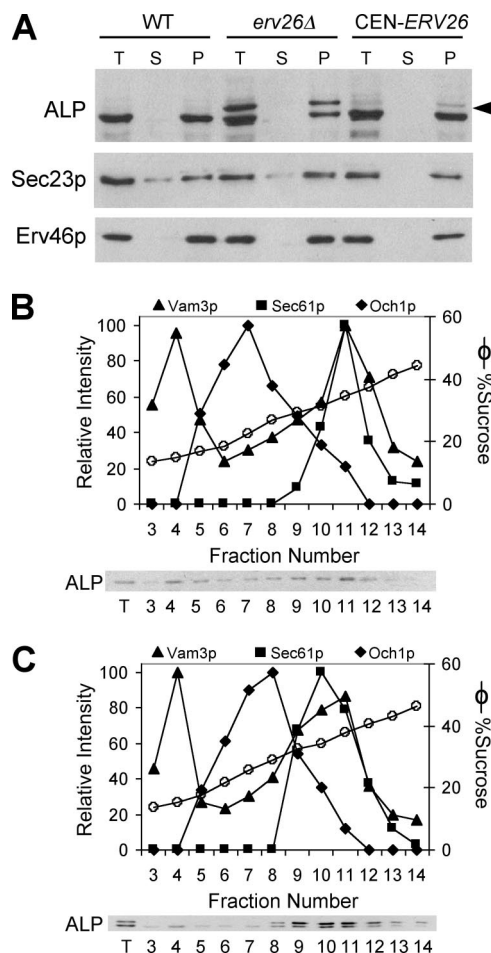 A
WT erv26Δ CEN-ERV26
T S P T S P T S P
ALP
Sec23p
Erv46p
B
Vam3p Sec61p Och1p
100 80 60 40 20 0
Relative Intensity
60 40 20 0
%Sucrose
3 4 5 6 7 8 9 10 11 12 13 14
Fraction Number
ALP
T 3 4 5 6 7 8 9 10 11 12 13 14
C
Vam3p Sec61p Och1p
100 80 60 40 20 0
Relative Intensity
60 40 20 0
%Sucrose
3 4 5 6 7 8 9 10 11 12 13 14
Fraction Number
ALP
T 3 4 5 6 7 8 9 10 11 12 13 14